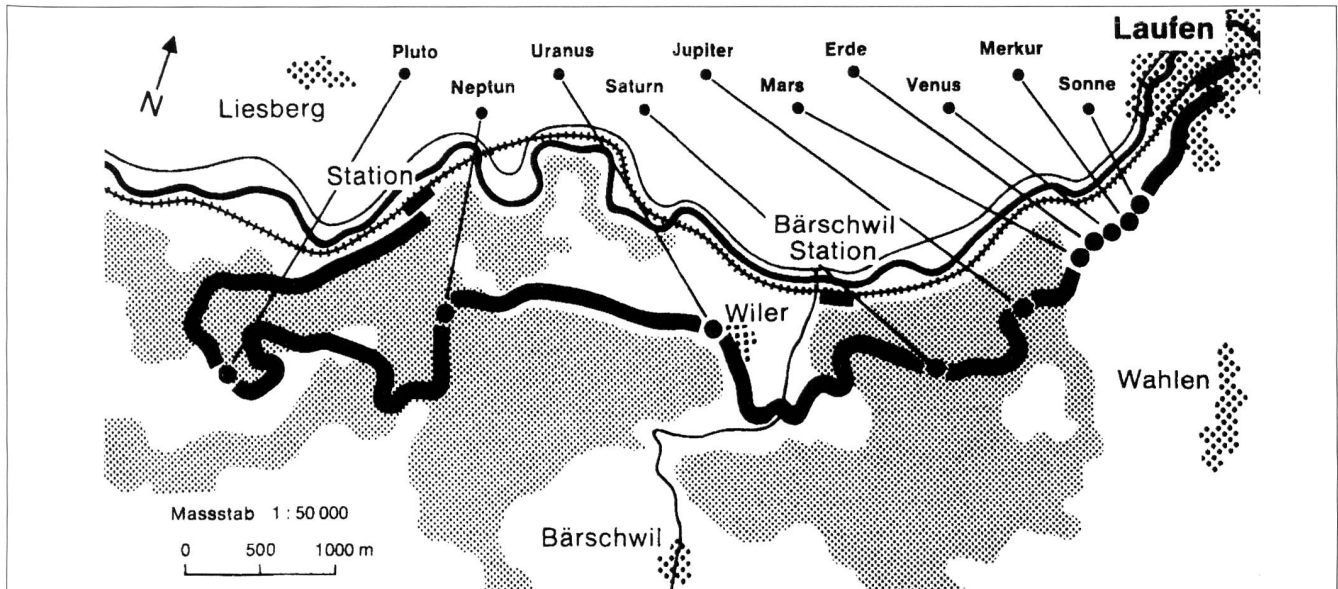 Laufen
Pluto
Uranus
Jupiter
Erde
Merkur
Neptun
Saturn
Mars
Venus
Sonne
N
Liesberg
Station
Bärschwil
Station
Wiler
Wahlen
Massstab 1 : 50 000
0 500 1000 m
Bärschwil